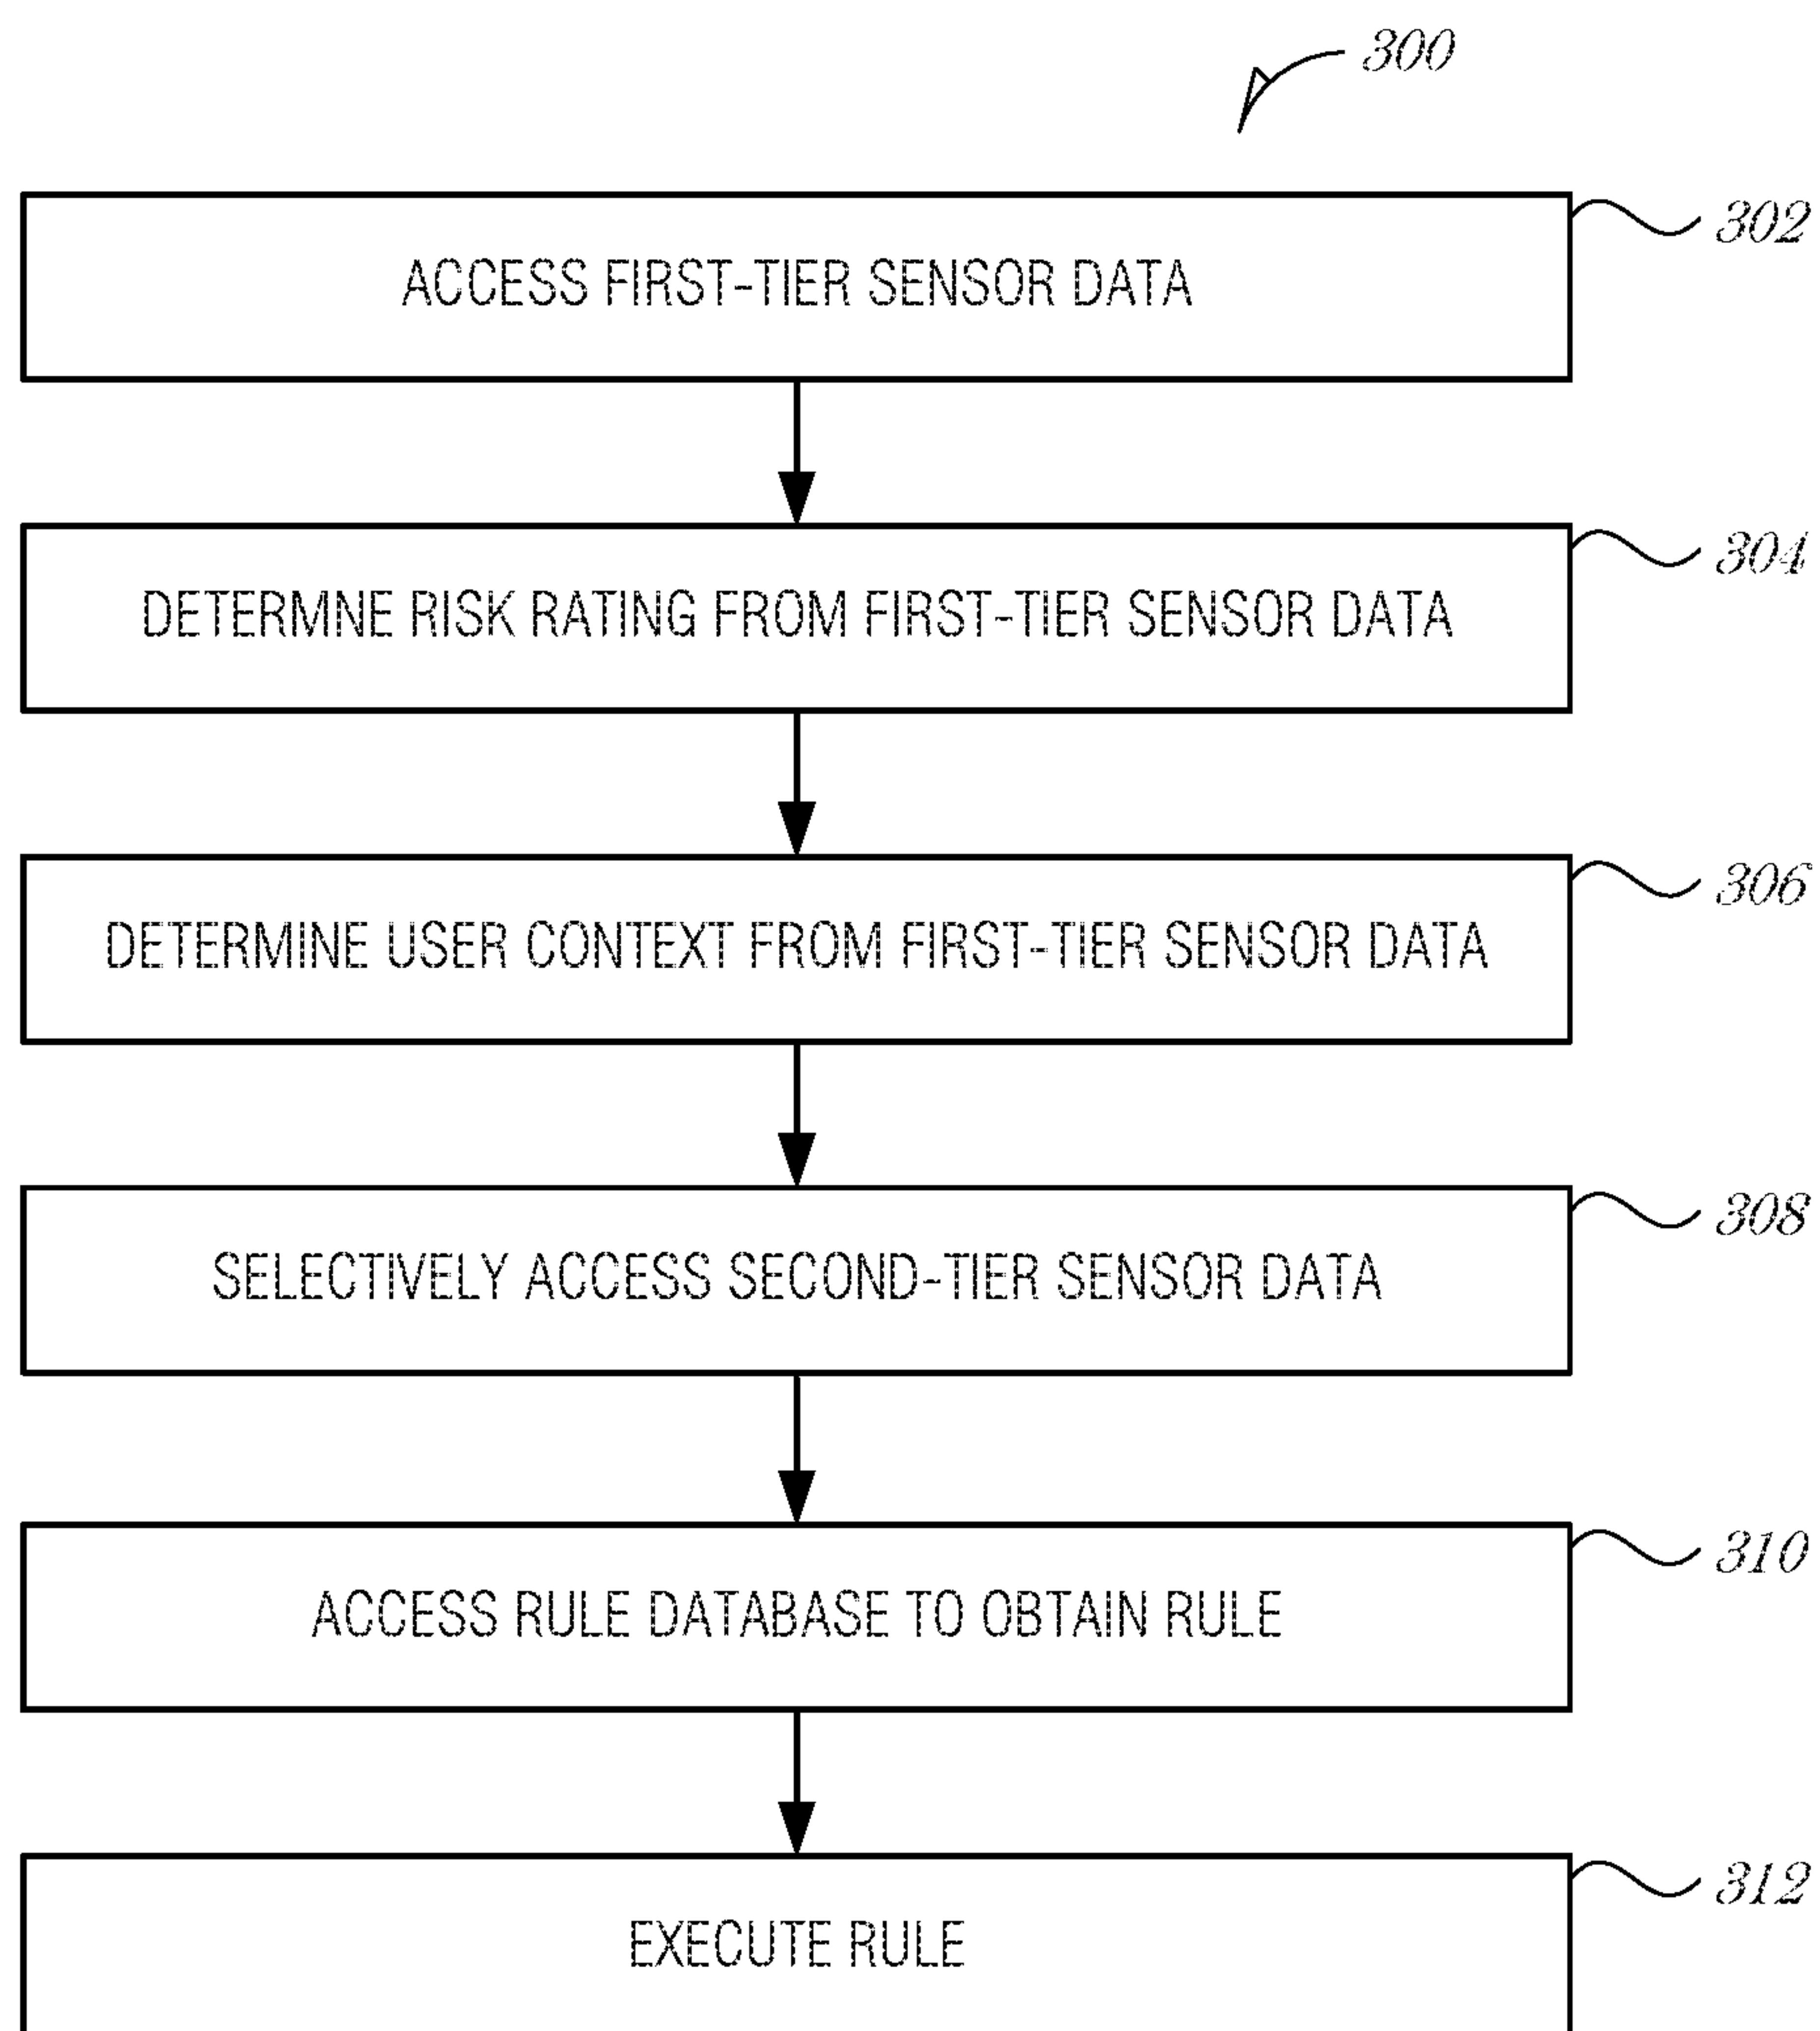 300
302
ACCESS FIRST-TIER SENSOR DATA
304
DETERMNE RISK RATING FROM FIRST-TIER SENSOR DATA
306
DETERMINE USER CONTEXT FROM FIRST-TIER SENSOR DATA
308
SELECTIVELY ACCESS SECOND-TIER SENSOR DATA
310
ACCESS RULE DATABASE TO OBTAIN RULE
312
EXECUTE RULE